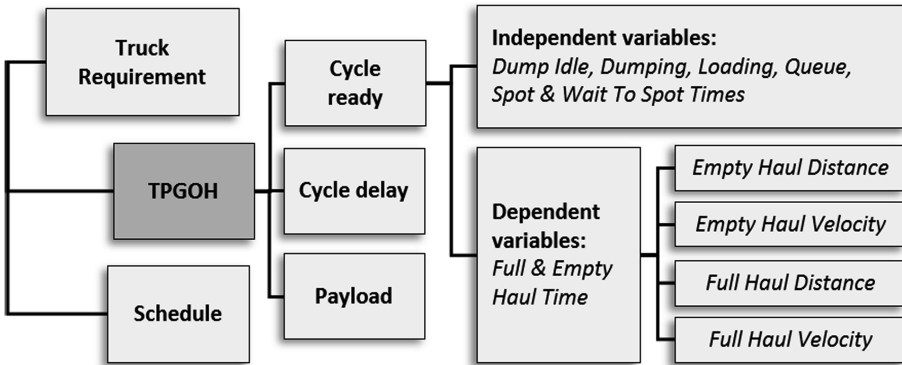 Truck
Requirement
TPGOH
Schedule
Cycle
ready
Cycle delay
Payload
Independent variables:
Dump Idle, Dumping, Loading, Queue,
Spot & Wait To Spot Times
Dependent
variables:
Full & Empty
Haul Time
Empty Haul Distance
Empty Haul Velocity
Full Haul Distance
Full Haul Velocity